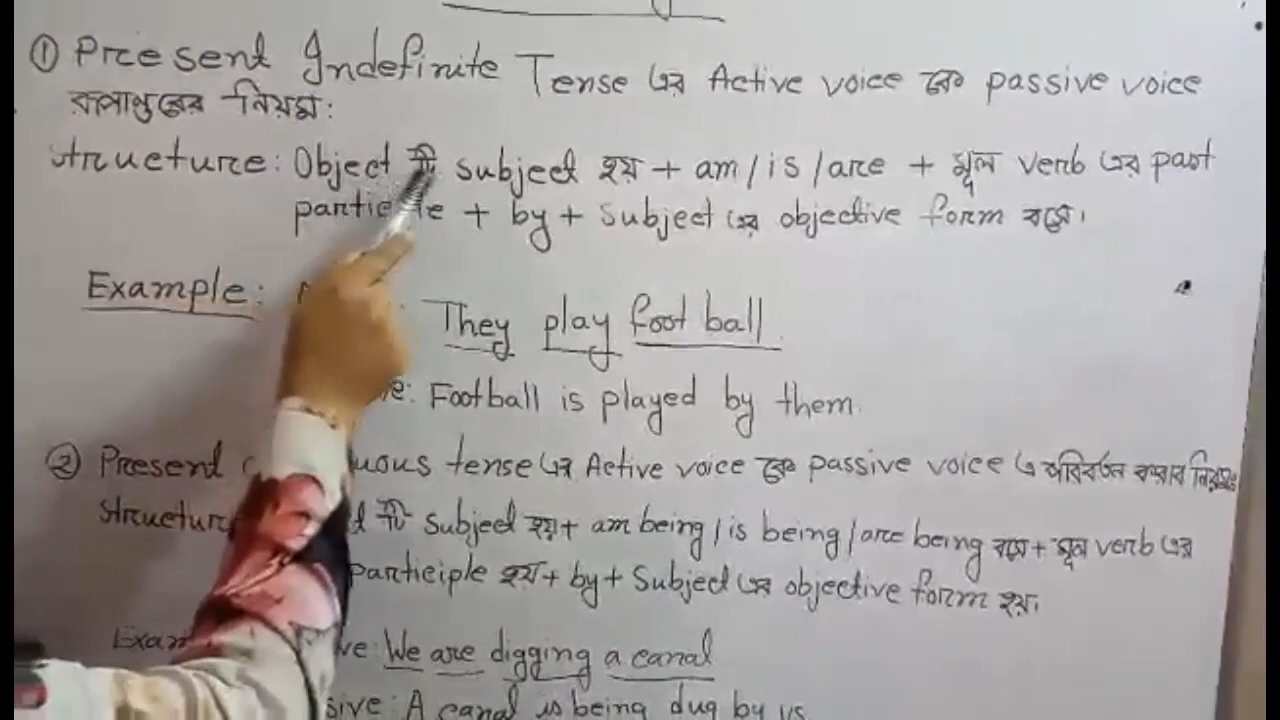 ① Present Indefinite Tense এর Active voice কে passive voice
রূপান্তরের নিয়ম:
structure: Object টি subject হয় + am/is/are + মূল verb এর past
+ by + Subject এর objective form বসে।
Example:
They play football
Football is played by them.
② Present tense এর Active voice কে passive voice এ পরিবর্তন করার নিয়মঃ
টি subject হয় + am being/is being/are being বসে + মূল verb এর
participle হয় + by + Subject এর objective form হয়।
We are digging a canal
A canal is being dug by us